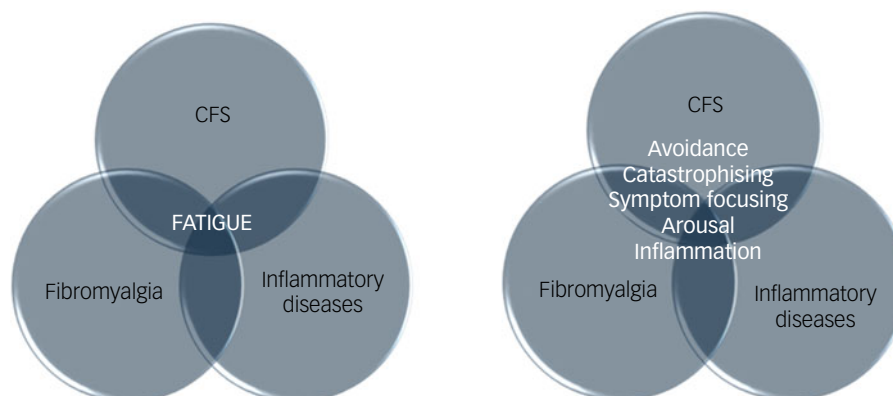 CFS
FATIGUE
Fibromyalgia
Inflammatory
diseases
CFS
Avoidance
Catastrophising
Symptom focusing
Arousal
Inflammation
Fibromyalgia
Inflammatory
diseases